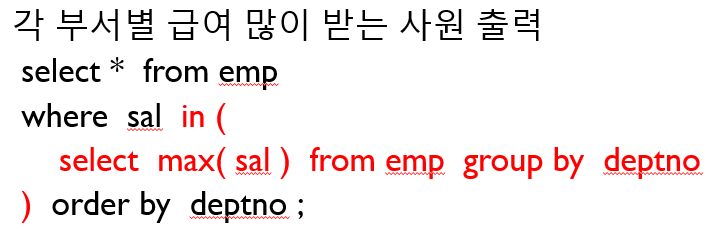 각 부서별 급여 많이 받는 사원 출력
select * from emp
where sal in (
select max( sal ) from emp group by deptno
) order by deptno ;